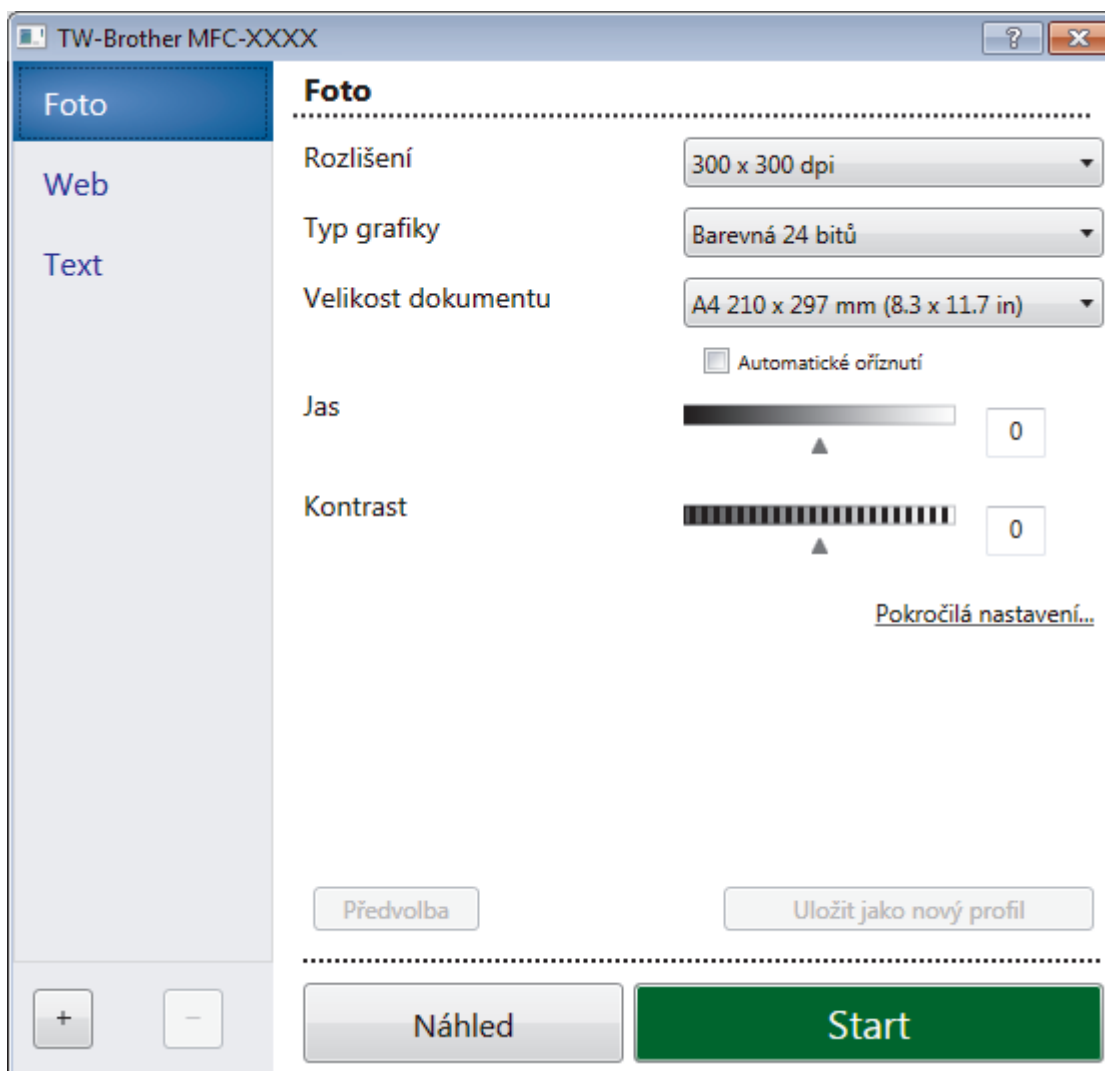 TW-Brother MFC-XXXX
Foto
Web
Text
Foto
Rozlišení
300 x 300 dpi
Typ grafiky
Barevná 24 bitů
Velikost dokumentu
A4 210 x 297 mm (8.3 x 11.7 in)
Automatické oříznutí
Jas
0
Kontrast
0
Pokročilá nastavení...
Předvolba
Uložit jako nový profil
+
−
Náhled
Start